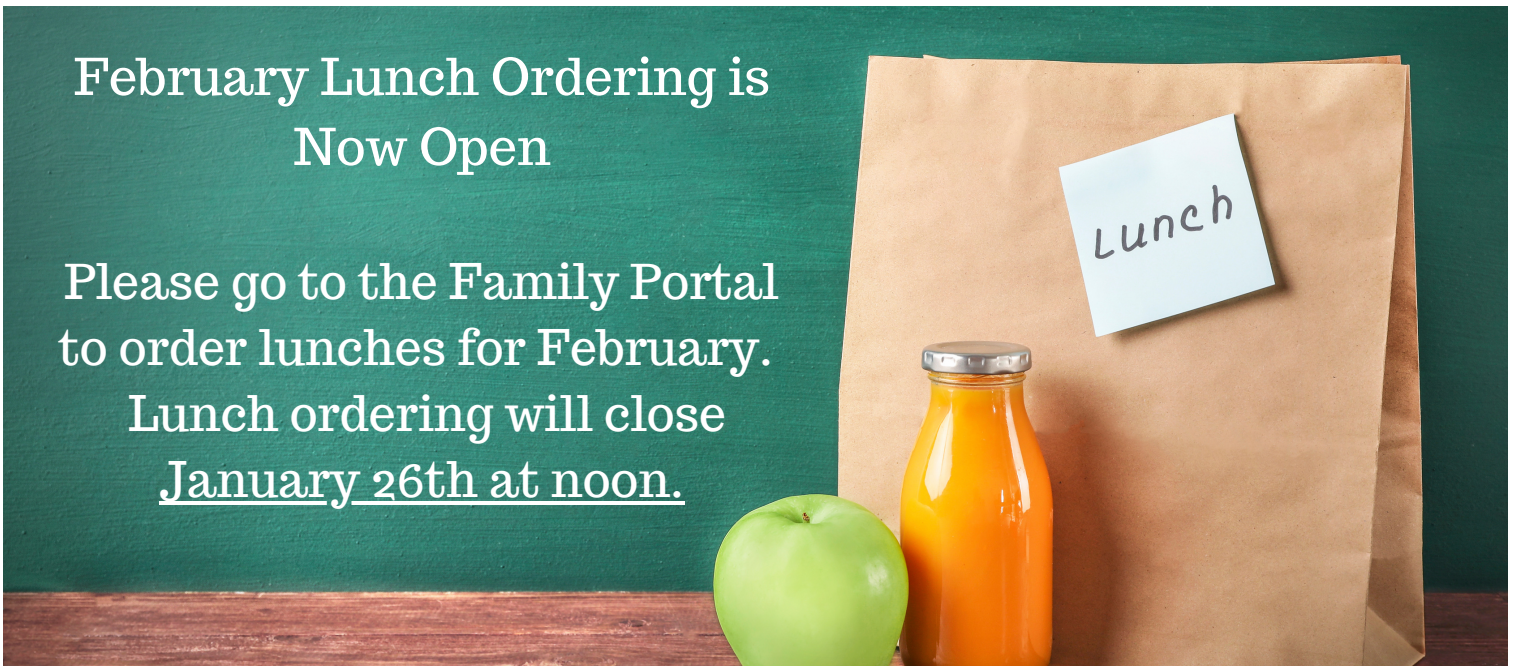 February Lunch Ordering is
Now Open
Please go to the Family Portal
to order lunches for February.
Lunch ordering will close
January 26th at noon.
Lunch